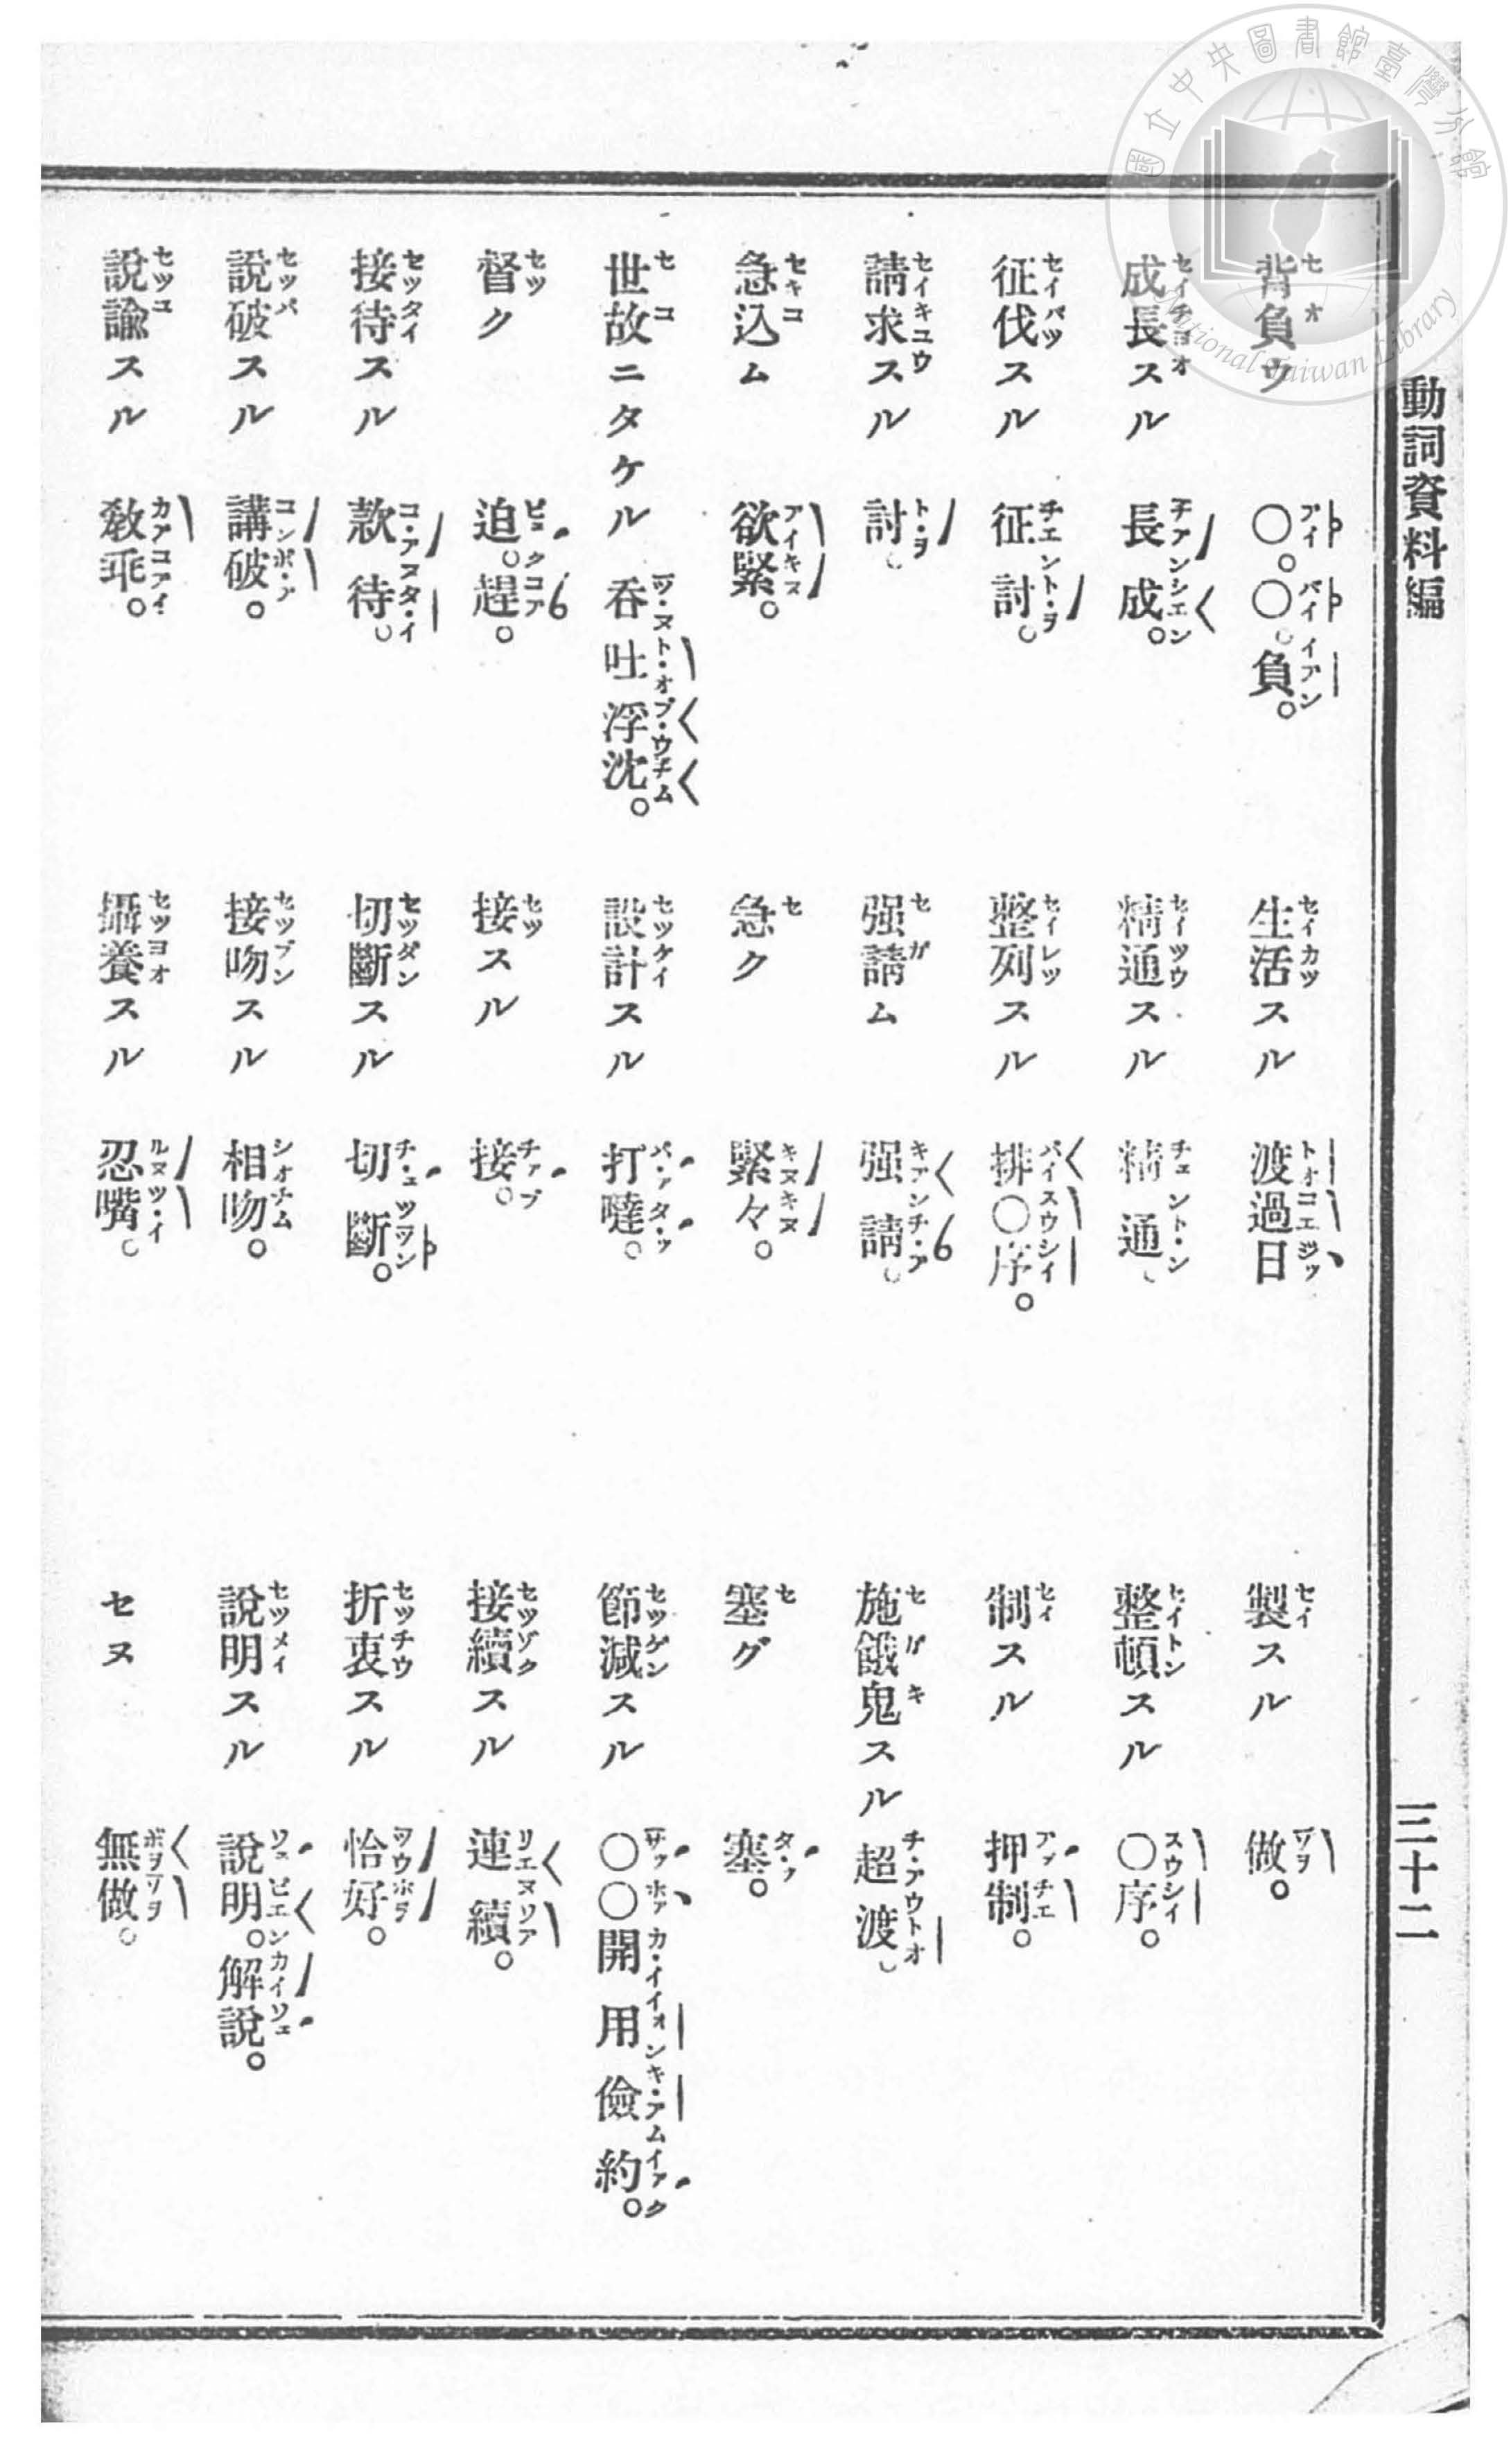 國立中央圖書館臺灣分館
National Taiwan Library
動詞資料編
三十二
背負ウ 〇。〇。負。
成長スル 長成。
征伐スル 征討。
請求スル 討。
急込ム 欲緊。
世故ニタケル 呑吐浮沈。
督ク 迫。趕。
接待スル 款待。
說破スル 講破。
說諭スル 敎乖。
生活スル 渡過日
精通スル 精通。
整列スル 排〇序。
强請ム 强請。
急ク 緊々。
設計スル 打噠。
接スル 接。
切斷スル 切斷。
接吻スル 相吻。
攝養スル 忍嘴。
製スル 做。
整頓スル 〇序。
制スル 押制。
施餓鬼スル 超渡。
塞グ 塞。
節減スル 〇〇開用儉約。
接續スル 連續。
折衷スル 恰好。
說明スル 說明。解說。
セヌ 無做。